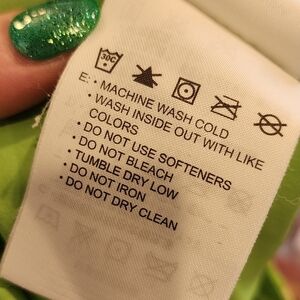 30C
E: • MACHINE WASH COLD
• WASH INSIDE OUT WITH LIKE
COLORS
• DO NOT USE SOFTENERS
• DO NOT BLEACH
• TUMBLE DRY LOW
• DO NOT IRON
• DO NOT DRY CLEAN